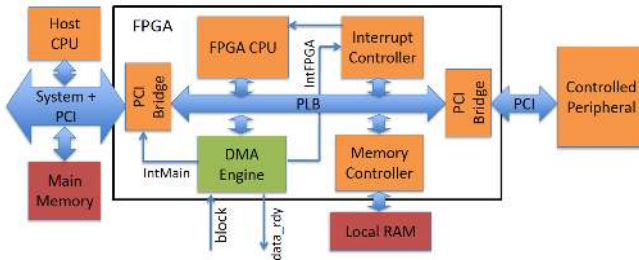 Host
CPU
FPGA
FPGA CPU
IntFPGA
Interrupt
Controller
System +
PCI
PCI
Bridge
PLB
PCI
Bridge
PCI
Controlled
Peripheral
IntMain
DMA
Engine
Memory
Controller
Main
Memory
block
data_rdy
Local RAM